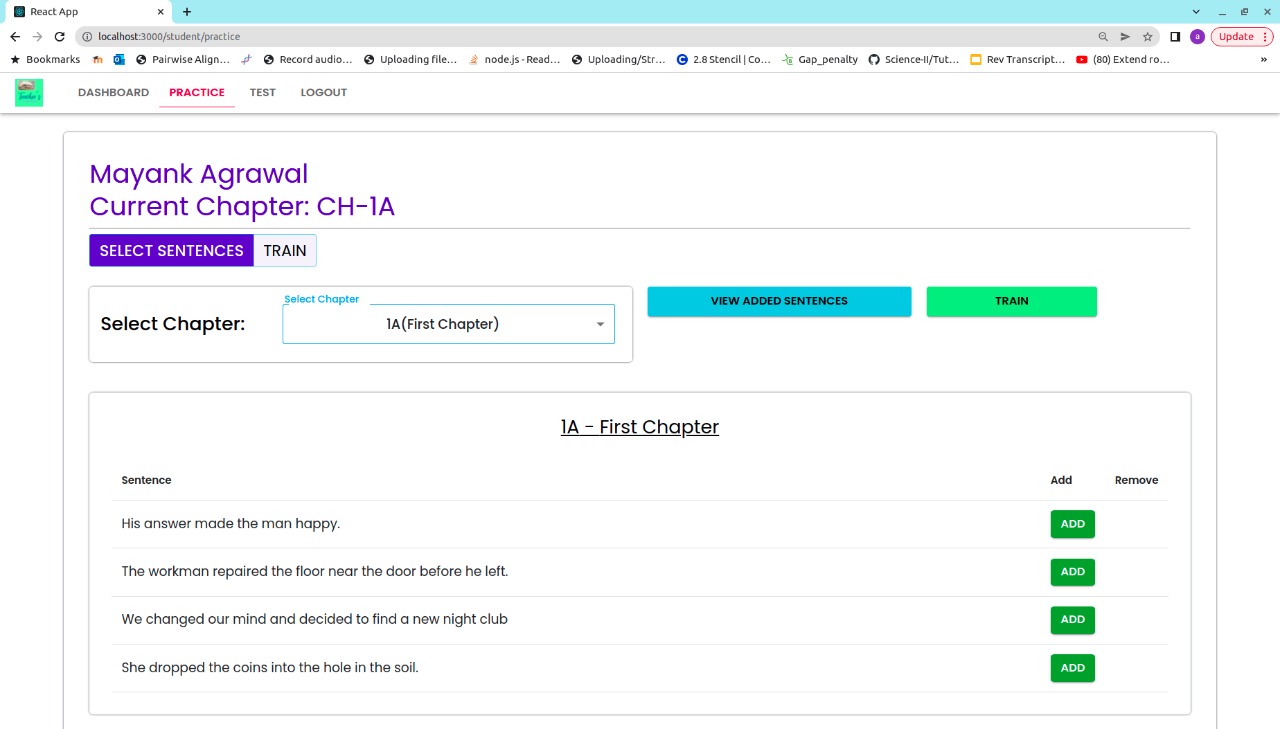 React App
localhost:3000/student/practice
a
Update
Bookmarks
Pairwise Align...
Record audio...
Uploading file...
node.js - Read...
Uploading/Str...
2.8 Stencil | Co...
Gap_penalty
Science-II/Tut...
Rev Transcript...
(80) Extend ro...
»
DASHBOARD
PRACTICE
TEST
LOGOUT
Mayank Agrawal
Current Chapter: CH-1A
SELECT SENTENCES
TRAIN
Select Chapter:
Select Chapter
1A(First Chapter)
VIEW ADDED SENTENCES
TRAIN
1A - First Chapter
Sentence Add Remove
His answer made the man happy. ADD
The workman repaired the floor near the door before he left. ADD
We changed our mind and decided to find a new night club ADD
She dropped the coins into the hole in the soil. ADD